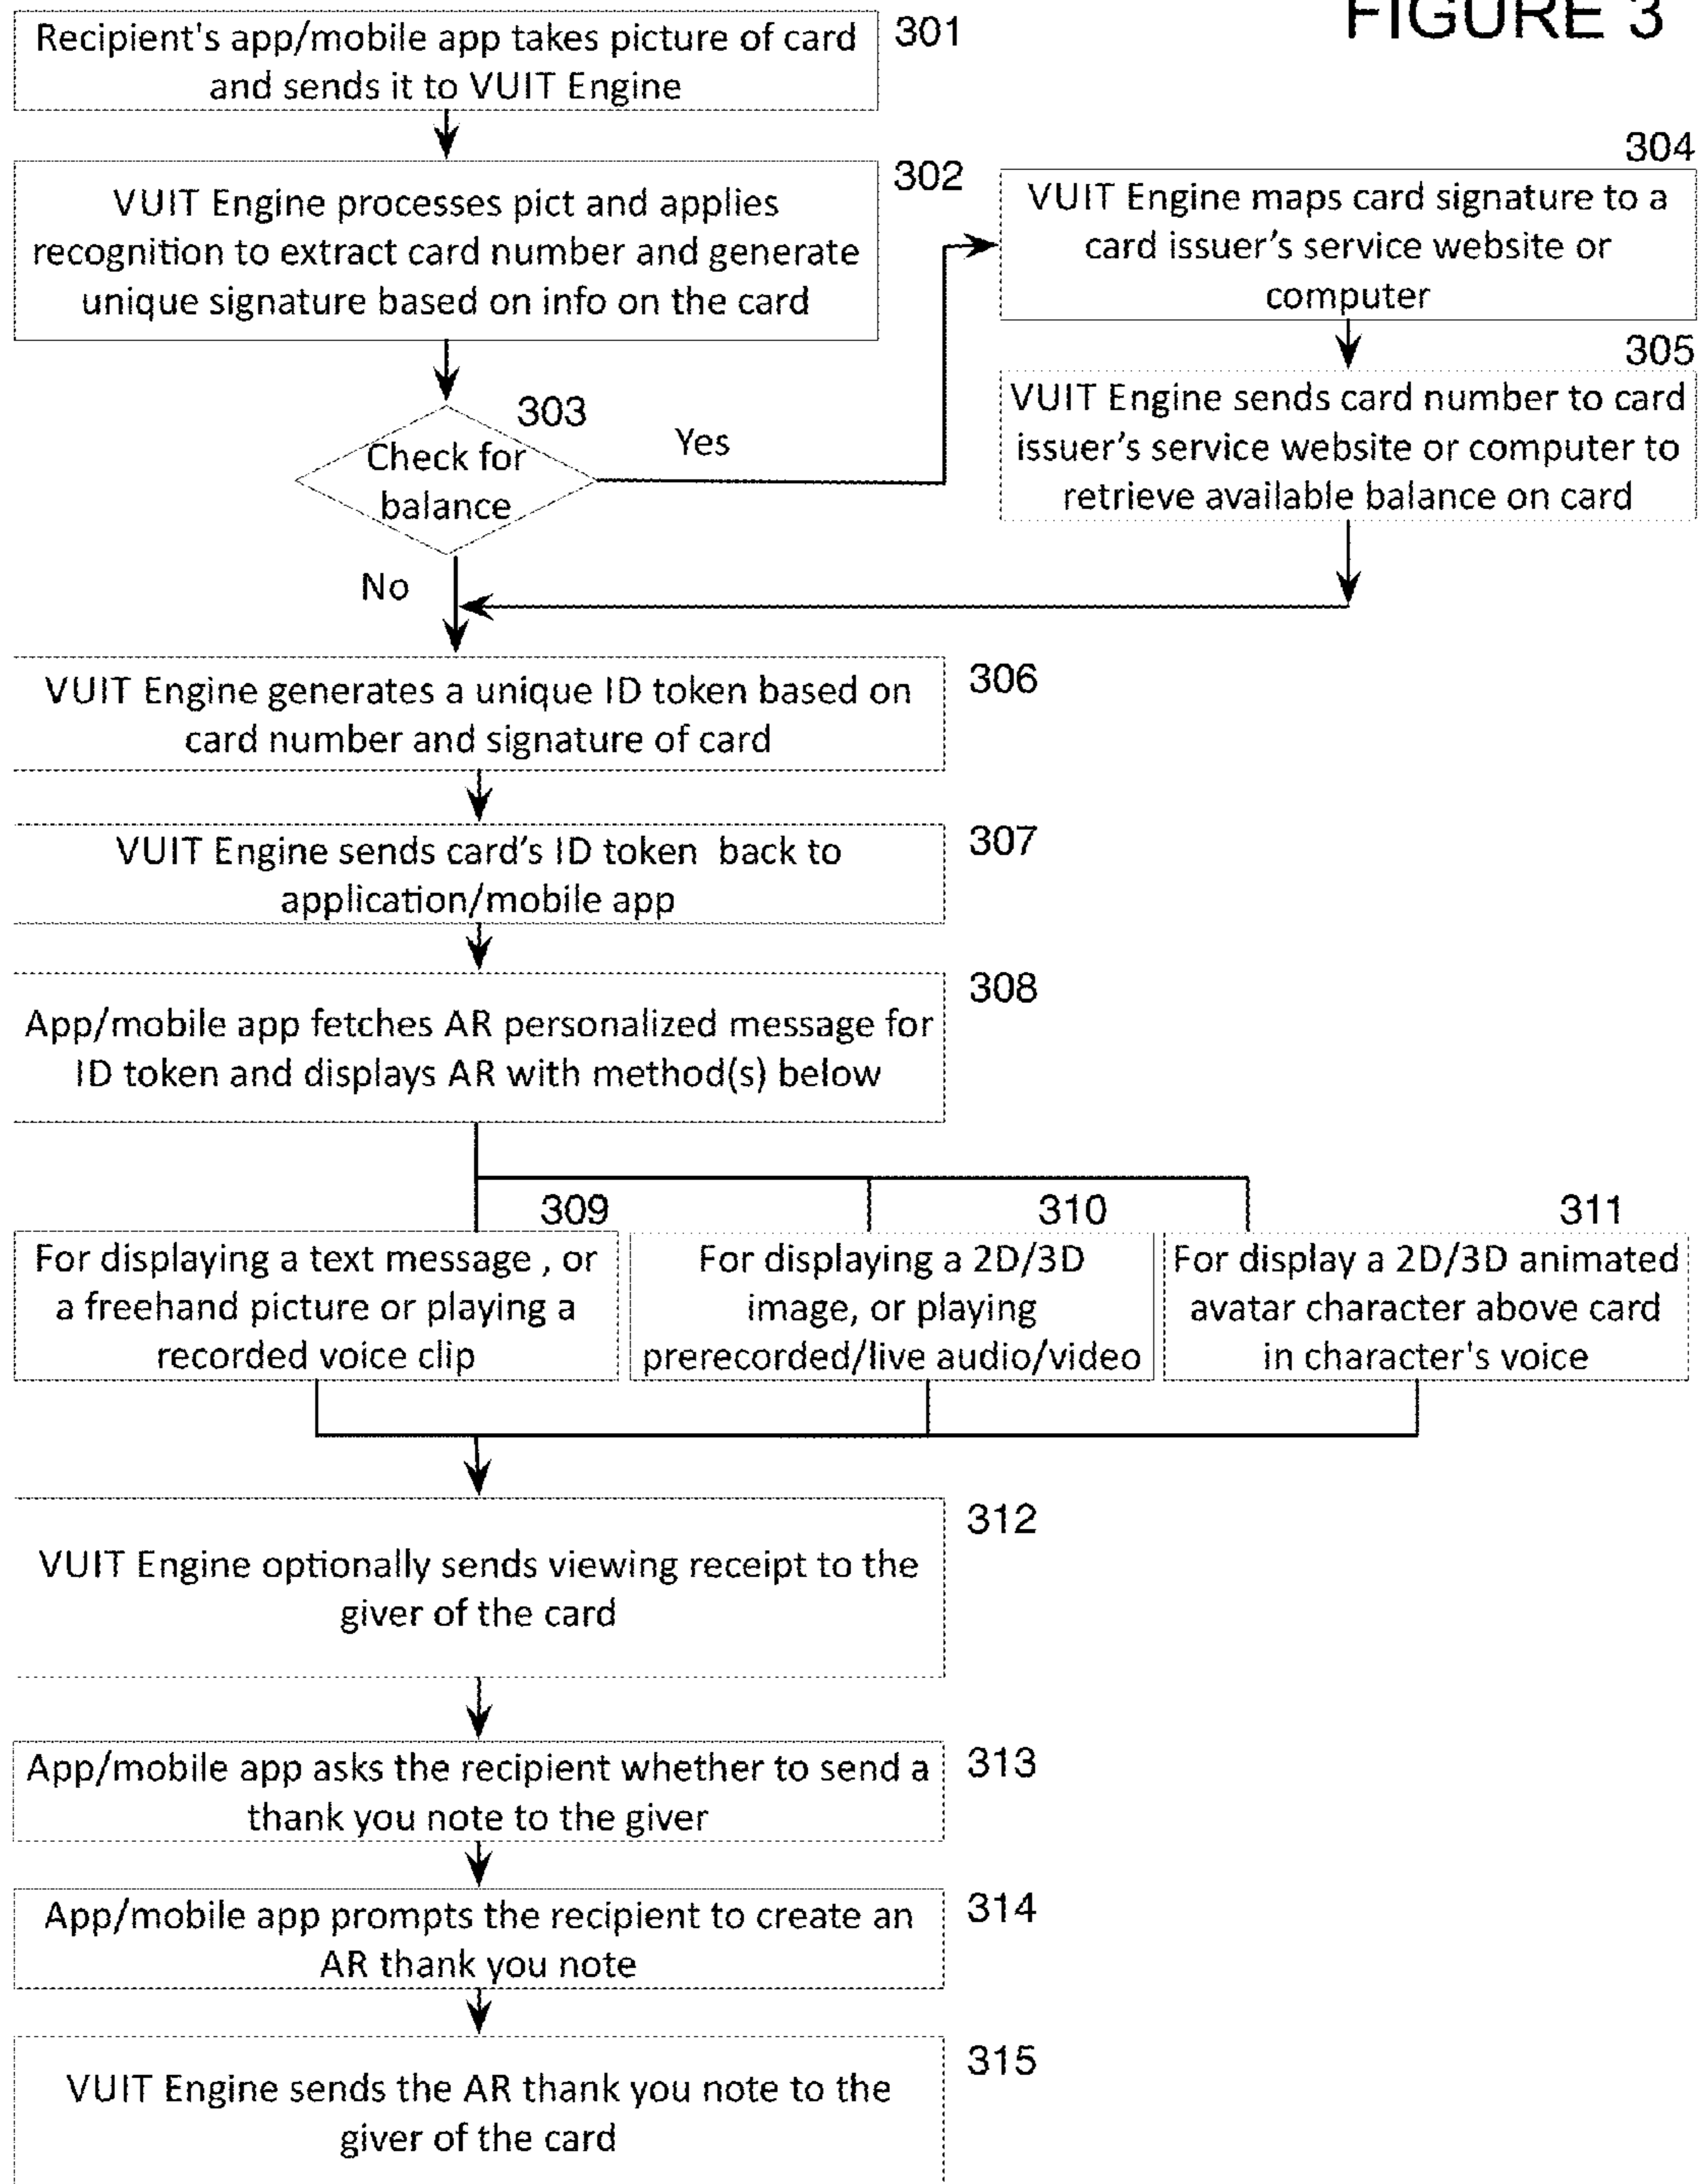 FIGURE 3
301
Recipient's app/mobile app takes picture of card
and sends it to VUIT Engine
302
VUIT Engine processes pict and applies
recognition to extract card number and generate
unique signature based on info on the card
303
Check for
balance
Yes
No
304
VUIT Engine maps card signature to a
card issuer's service website or
computer
305
VUIT Engine sends card number to card
issuer's service website or computer to
retrieve available balance on card
306
VUIT Engine generates a unique ID token based on
card number and signature of card
307
VUIT Engine sends card's ID token back to
application/mobile app
308
App/mobile app fetches AR personalized message for
ID token and displays AR with method(s) below
309
For displaying a text message , or
a freehand picture or playing a
recorded voice clip
310
For displaying a 2D/3D
image, or playing
prerecorded/live audio/video
311
For display a 2D/3D animated
avatar character above card
in character's voice
312
VUIT Engine optionally sends viewing receipt to the
giver of the card
313
App/mobile app asks the recipient whether to send a
thank you note to the giver
314
App/mobile app prompts the recipient to create an
AR thank you note
315
VUIT Engine sends the AR thank you note to the
giver of the card